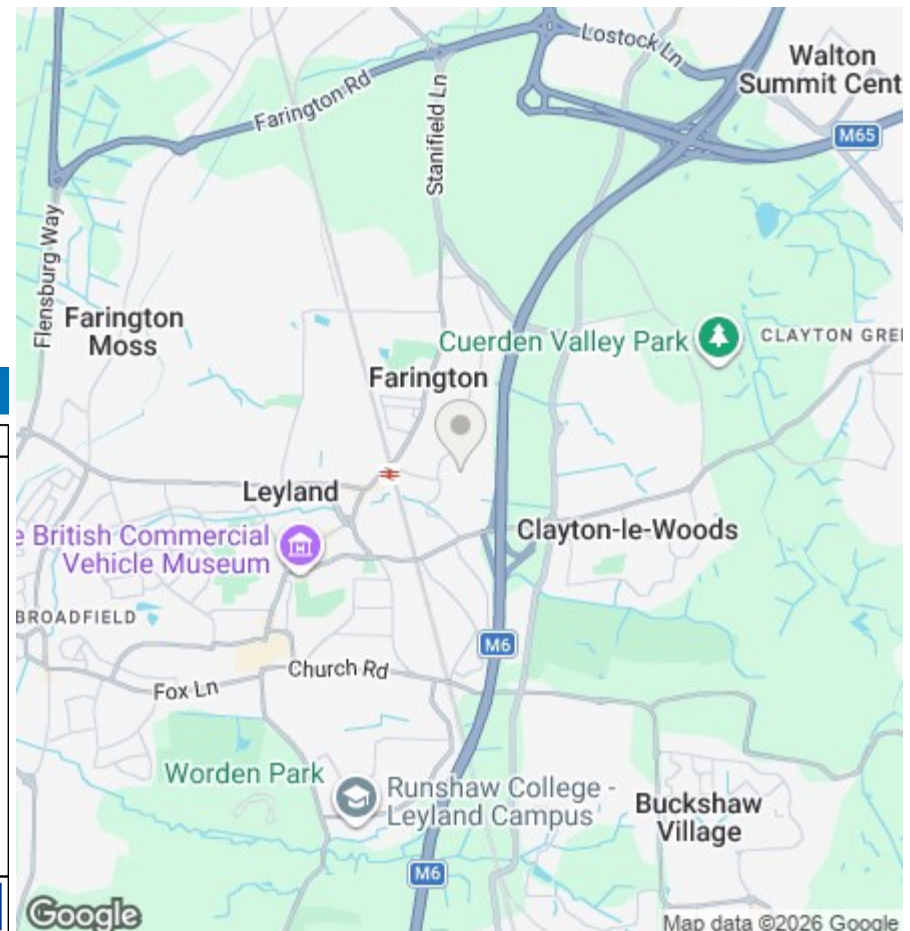 Lostock Ln
Walton
Summit Cent
Farington Rd
M65
Stanifield Ln
Flensburg Way
Farington
Moss
Cuerden Valley Park
CLAYTON GREE
Farington
Leyland
Clayton-le-Woods
e British Commercial
Vehicle Museum
BROADFIELD
M6
Church Rd
Fox Ln
Worden Park
Runshaw College -
Leyland Campus
Buckshaw
Village
M6
Google
Map data ©2026 Google